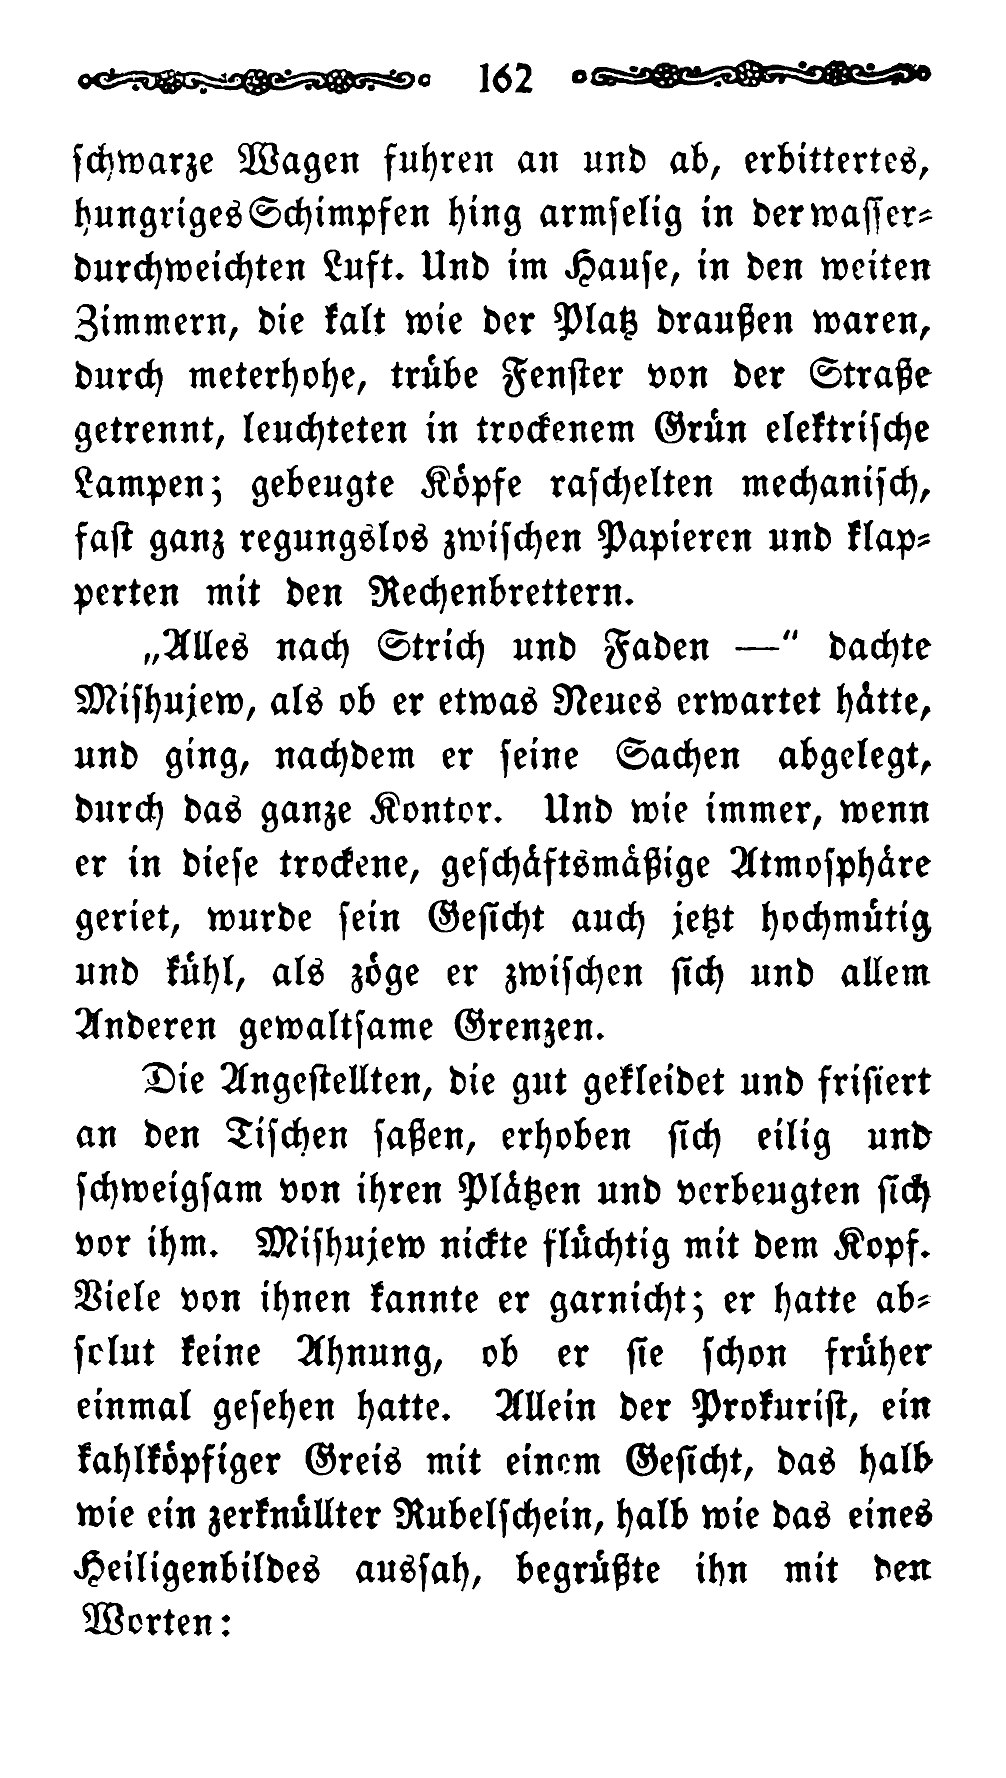 162
ſchwarze Wagen fuhren an und ab, erbittertes,
hungriges Schimpfen hing armſelig in der waſſer⸗
durchweichten Luft. Und im Hauſe, in den weiten
Zimmern, die kalt wie der Platz draußen waren,
durch meterhohe, trübe Fenſter von der Straße
getrennt, leuchteten in trockenem Grün elektriſche
Lampen; gebeugte Köpfe raſchelten mechaniſch,
faſt ganz regungslos zwiſchen Papieren und klap⸗
perten mit den Rechenbrettern.
„Alles nach Strich und Faden —“ dachte
Miſhujew, als ob er etwas Neues erwartet hätte,
und ging, nachdem er ſeine Sachen abgelegt,
durch das ganze Kontor. Und wie immer, wenn
er in dieſe trockene, geſchäftsmäßige Atmoſphäre
geriet, wurde ſein Geſicht auch jetzt hochmütig
und kühl, als zöge er zwiſchen ſich und allem
Anderen gewaltſame Grenzen.
Die Angeſtellten, die gut gekleidet und friſiert
an den Tiſchen ſaßen, erhoben ſich eilig und
ſchweigſam von ihren Plätzen und verbeugten ſich
vor ihm. Miſhujew nickte flüchtig mit dem Kopf.
Viele von ihnen kannte er garnicht; er hatte ab⸗
ſolut keine Ahnung, ob er ſie ſchon früher
einmal geſehen hatte. Allein der Prokuriſt, ein
kahlköpfiger Greis mit einem Geſicht, das halb
wie ein zerknüllter Rubelſchein, halb wie das eines
Heiligenbildes ausſah, begrüßte ihn mit den
Worten: